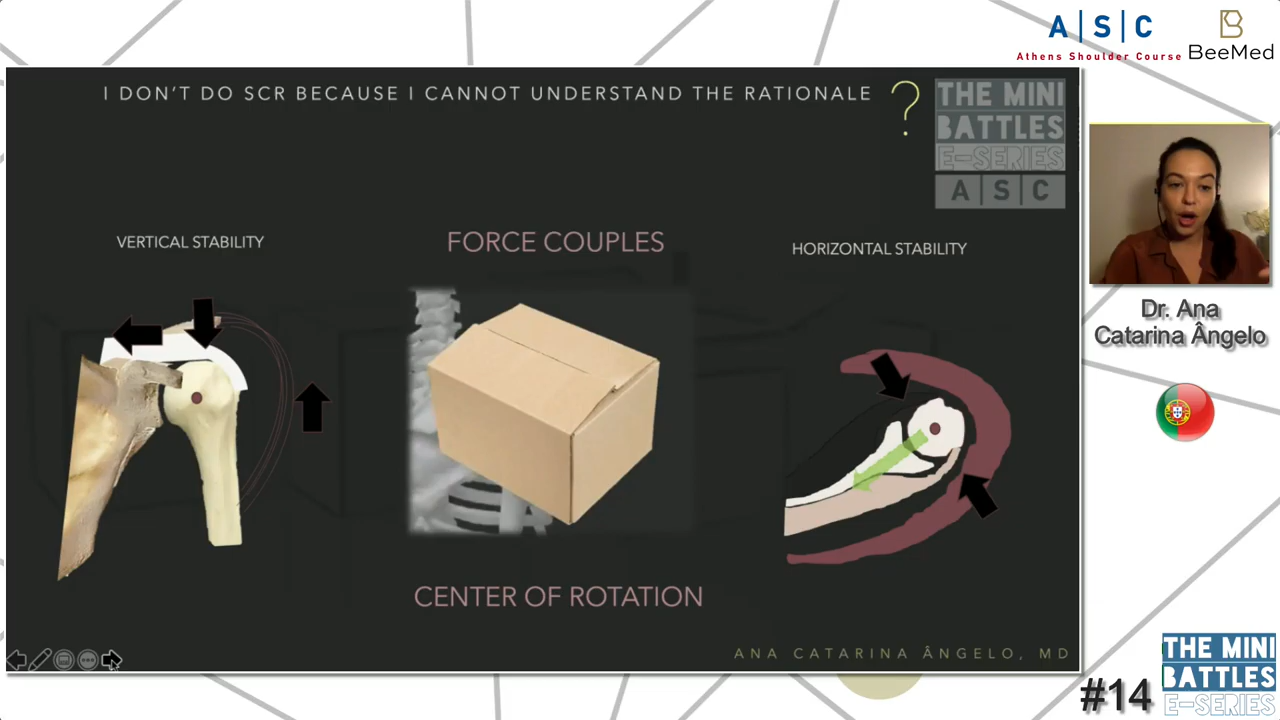 A|S|C
Athens Shoulder Course
BeeMed
I DON'T DO SCR BECAUSE I CANNOT UNDERSTAND THE RATIONALE ?
THE MINI
BATTLES
E-SERIES
A|S|C
VERTICAL STABILITY
FORCE COUPLES
HORIZONTAL STABILITY
CENTER OF ROTATION
ANA CATARINA ÂNGELO, MD
Dr. Ana
Catarina Ângelo
#14
THE MINI
BATTLES
E-SERIES